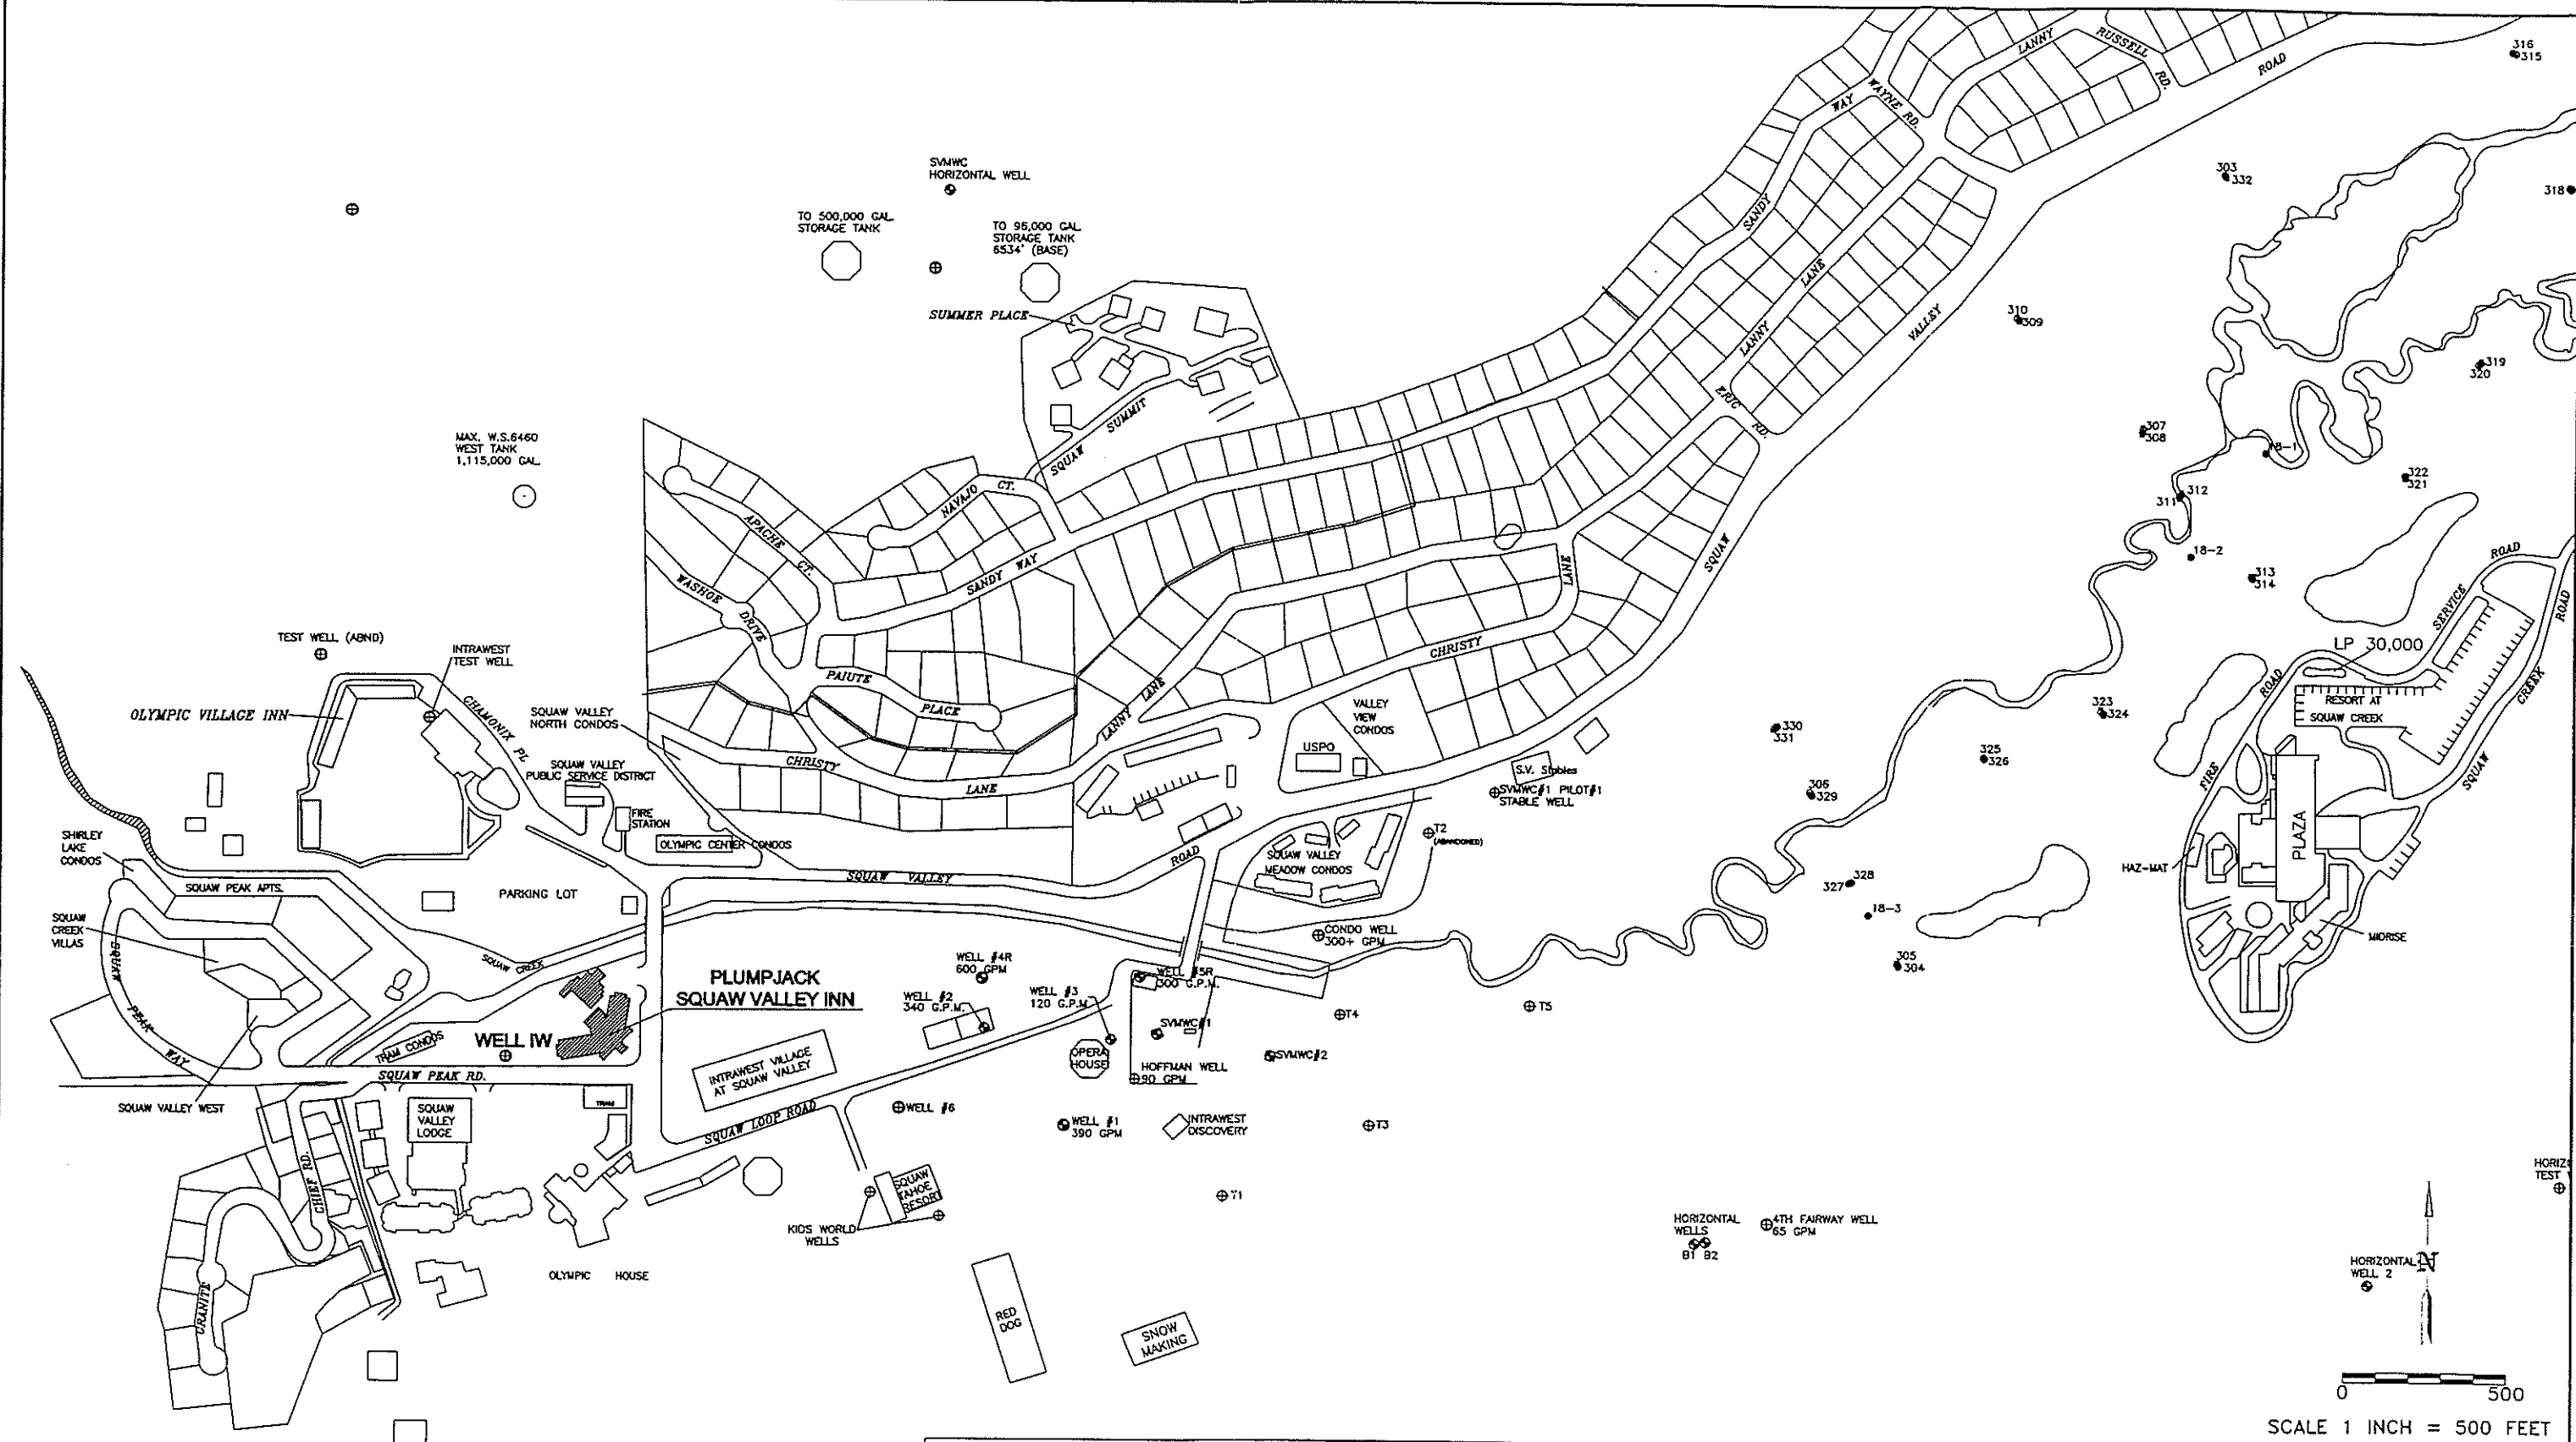 LANNY
RUSSELL
RD.
ROAD
316
315
WAY
WAYNE
RD.
SVMWC
HORIZONTAL WELL
303
332
318
TO 500,000 GAL.
STORAGE TANK
TO 96,000 GAL
STORAGE TANK
6534' (BASE)
SANDY
LANE
SUMMER PLACE
310
309
LANNY
VALLEY
319
320
ERIC
RD.
SQUAW
SUMMIT
MAX. W.S.6460
WEST TANK
1,115,000 GAL.
307
308
18-1
322
321
NAVAJO
CT.
312
311
APACHE
CT.
18-2
SQUAW
LANE
ROAD
313
314
SANDY WAY
WASHOE
DRIVE
SERVICE
ROAD
TEST WELL (ABND)
INTRAWEST
TEST WELL
LP 30,000
CHRISTY
PAIUTE
PLACE
LANNY LANE
ROAD
RESORT AT
SQUAW CREEK
CREEK
OLYMPIC VILLAGE INN
CHAMONIX PL
SQUAW VALLEY
NORTH CONDOS
VALLEY
VIEW
CONDOS
323
324
330
331
USPO
CHRISTY
LANE
SQUAW VALLEY
PUBLIC SERVICE DISTRICT
325
326
S.V. Stables
SVMWC#1 PILOT#1
STABLE WELL
306
329
FIRE
SQUAW
FIRE
STATION
OLYMPIC CENTER CONDOS
T2
(ABANDONED)
PLAZA
SHIRLEY
LAKE
CONDOS
ROAD
SQUAW VALLEY
MEADOW CONDOS
HAZ-MAT
SQUAW VALLEY
SQUAW PEAK APTS.
PARKING LOT
328
327
18-3
SQUAW
CREEK
VILLAS
CONDO WELL
300+ GPM
MIDRISE
SQUAW
PEAK
WAY
SQUAW CREEK
WELL #4R
600 GPM
305
304
PLUMPJACK
SQUAW VALLEY INN
WELL #5R
300 G.P.M.
WELL #2
340 G.P.M.
WELL #3
120 G.P.M.
T4
T5
SVMWC#1
WELL IW
TRAM CONDOS
OPERA
HOUSE
SVMWC#2
INTRAWEST VILLAGE
AT SQUAW VALLEY
HOFFMAN WELL
90 GPM
SQUAW PEAK RD.
SQUAW VALLEY WEST
SQUAW
VALLEY
LODGE
TRAM
WELL #6
WELL #1
390 GPM
INTRAWEST
DISCOVERY
T3
SQUAW LOOP ROAD
CHIEF RD.
SQUAW
TAHOE
RESORT
T1
HORIZ
TEST
KIDS WORLD
WELLS
HORIZONTAL
WELLS
B1 B2
4TH FAIRWAY WELL
65 GPM
HORIZONTAL
WELL 2
N
OLYMPIC HOUSE
GRANITE
RED
DOG
SNOW
MAKING
0 500
SCALE 1 INCH = 500 FEET